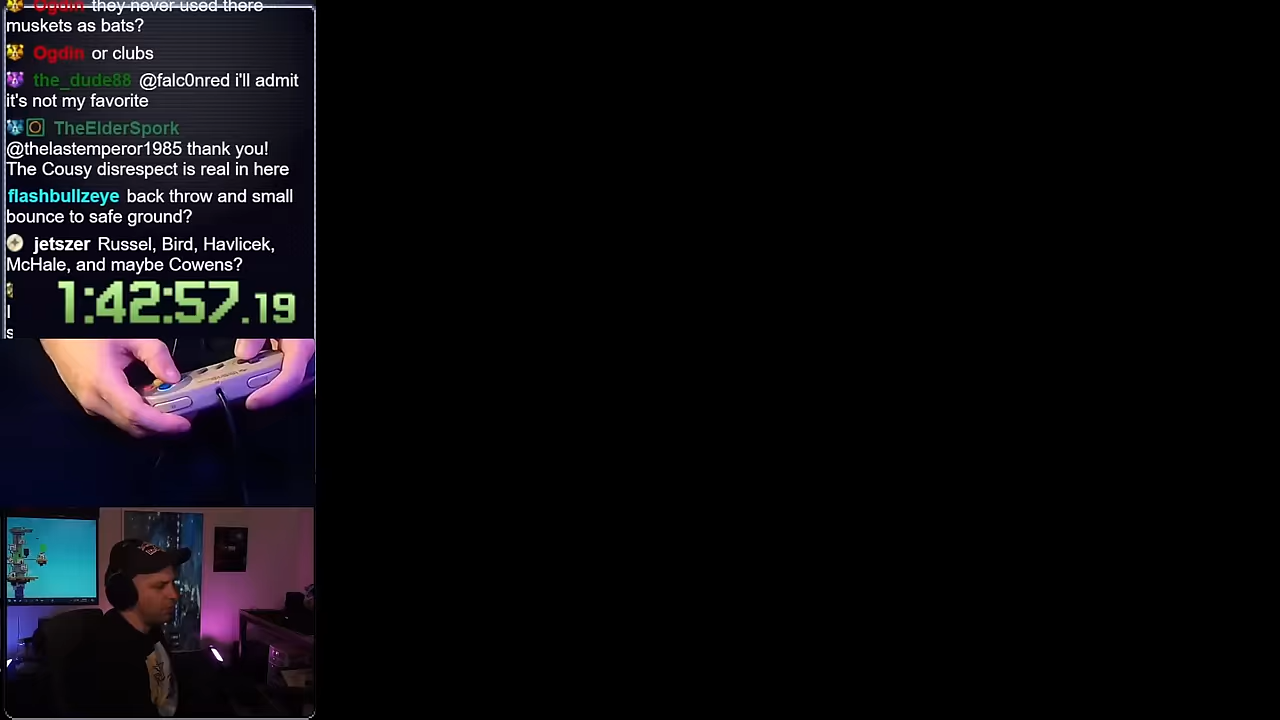 Ogdin they never used there
muskets as bats?
Ogdin or clubs
the_dude88 @falc0nred i'll admit
it's not my favorite
TheElderSpork
@thelastemperor1985 thank you!
The Cousy disrespect is real in here
flashbullzeye back throw and small
bounce to safe ground?
jetszer Russel, Bird, Havlicek,
McHale, and maybe Cowens?
1:42:57.19